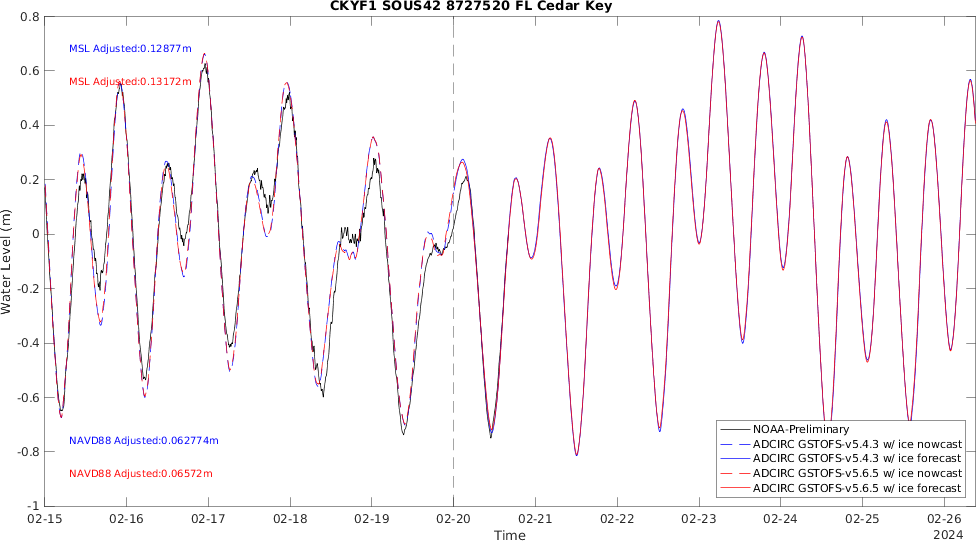 CKYF1 SOUS42 8727520 FL Cedar Key
0.8
0.6
0.4
0.2
0
-0.2
-0.4
-0.6
-0.8
-1
Water Level (m)
MSL Adjusted:0.12877m
MSL Adjusted:0.13172m
NAVD88 Adjusted:0.062774m
NAVD88 Adjusted:0.06572m
NOAA-Preliminary
ADCIRC GSTOFS-v5.4.3 w/ ice nowcast
ADCIRC GSTOFS-v5.4.3 w/ ice forecast
ADCIRC GSTOFS-v5.6.5 w/ ice nowcast
ADCIRC GSTOFS-v5.6.5 w/ ice forecast
02-15 02-16 02-17 02-18 02-19 02-20 02-21 02-22 02-23 02-24 02-25 02-26
Time
2024